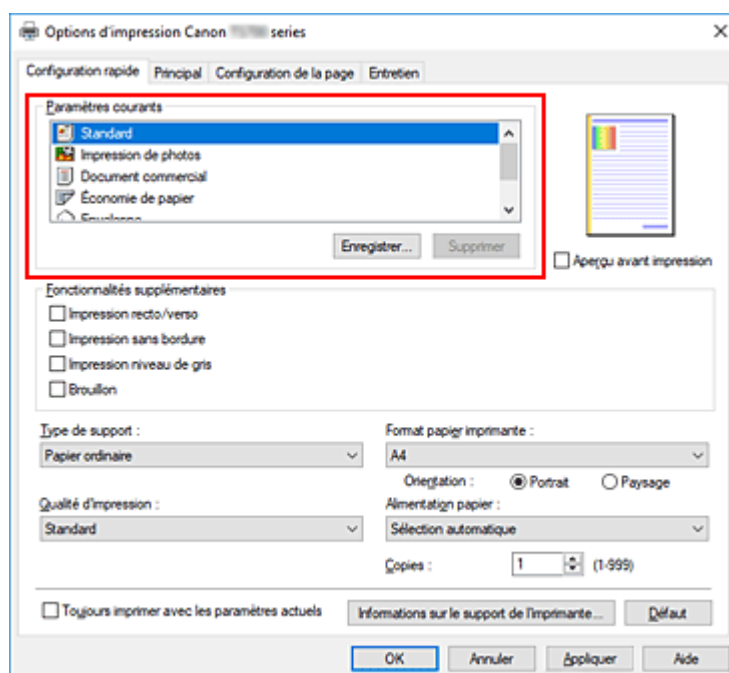 Options d'impression Canon series
Configuration rapide Principal Configuration de la page Entretien
Paramètres courants
Standard
Impression de photos
Document commercial
Économie de papier
Enregistrer... Supprimer
Aperçu avant impression
Fonctionnalités supplémentaires
Impression recto/verso
Impression sans bordure
Impression niveau de gris
Brouillon
Type de support :
Papier ordinaire
Format papier imprimante :
A4
Orientation : Portrait Paysage
Qualité d'impression :
Standard
Alimentation papier :
Sélection automatique
Copies : 1 (1-999)
Toujours imprimer avec les paramètres actuels Informations sur le support de l'imprimante... Défaut
OK Annuler Appliquer Aide